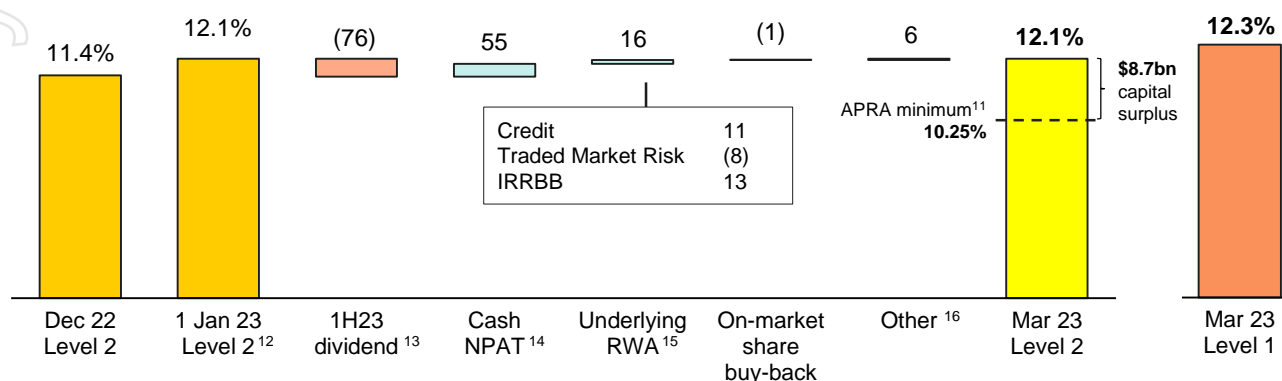 11.4%
12.1%
(76)
55
16
(1)
6
12.1%
12.3%
$8.7bn
capital
surplus
APRA minimum11
10.25%
Credit 11
Traded Market Risk (8)
IRRBB 13
Dec 22
Level 2
1 Jan 23
Level 2 12
1H23
dividend 13
Cash
NPAT 14
Underlying
RWA 15
On-market
share
buy-back
Other 16
Mar 23
Level 2
Mar 23
Level 1